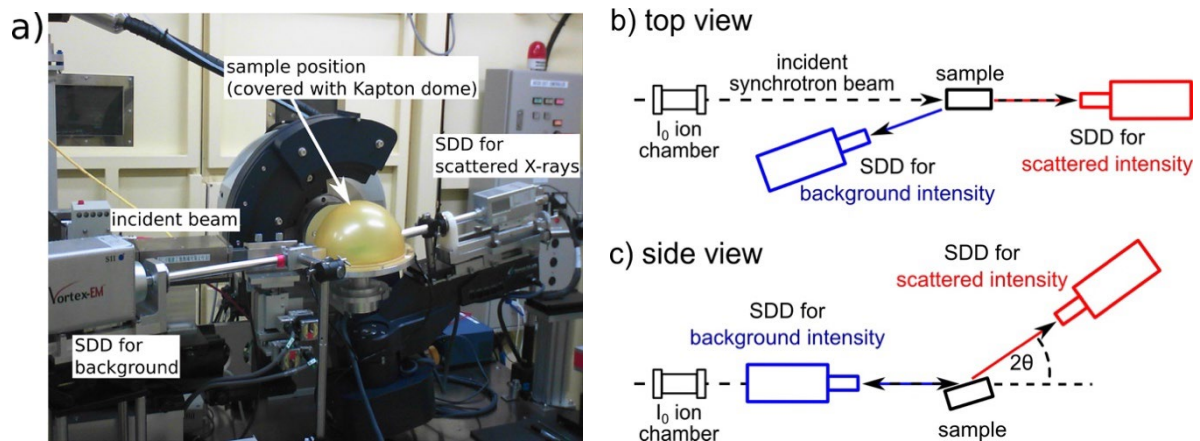 a)
sample position
(covered with Kapton dome)
SDD for
scattered X-rays
incident beam
SII
Vortex-EM
SDD for
background
b) top view
incident
synchrotron beam
sample
I₀ ion
chamber
SDD for
background intensity
SDD for
scattered intensity
c) side view
SDD for
scattered intensity
SDD for
background intensity
2θ
I₀ ion
chamber
sample